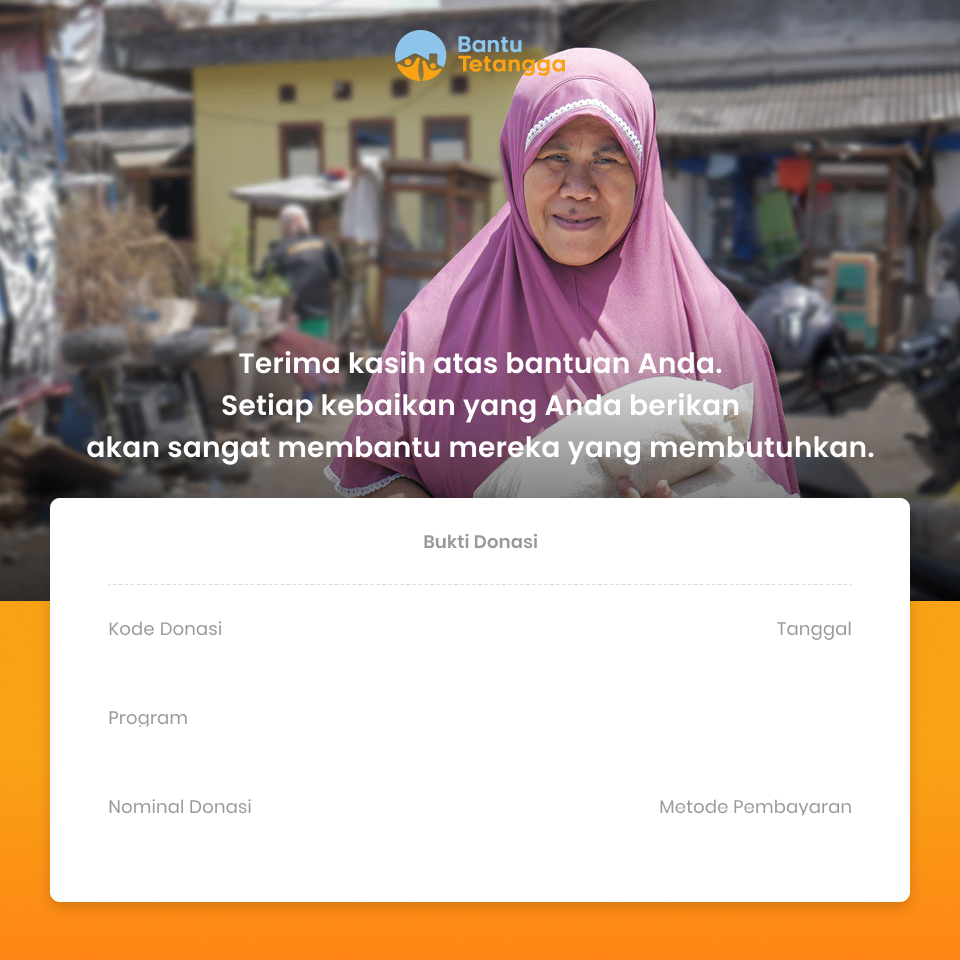 Bantu
Tetangga
Terima kasih atas bantuan Anda.
Setiap kebaikan yang Anda berikan
akan sangat membantu mereka yang membutuhkan.
Bukti Donasi
Kode Donasi Tanggal
Program
Nominal Donasi Metode Pembayaran